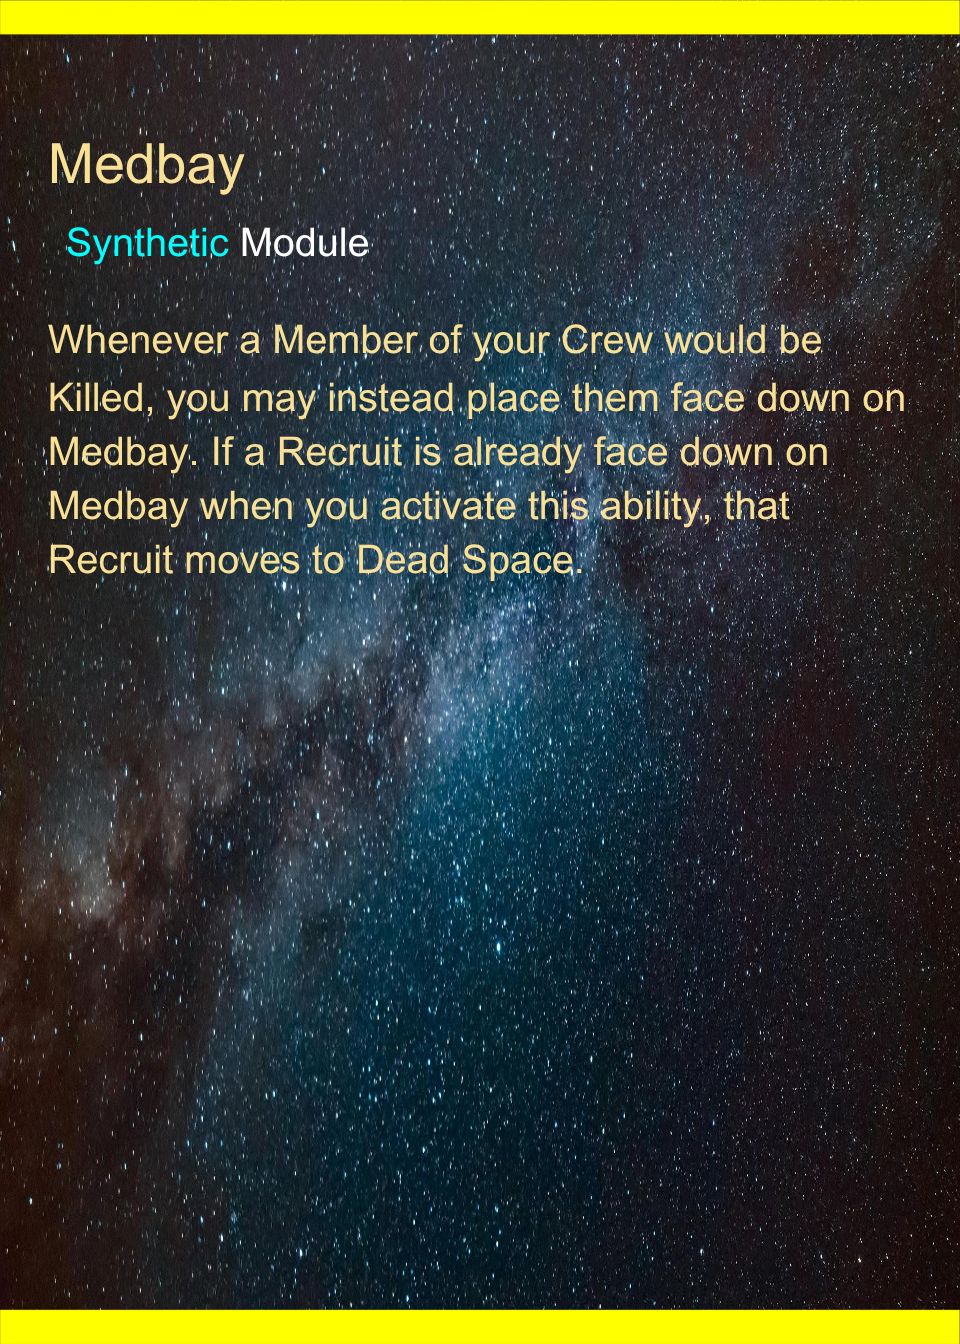 Medbay
Synthetic Module
Whenever a Member of your Crew would be
Killed, you may instead place them face down on
Medbay. If a Recruit is already face down on
Medbay when you activate this ability, that
Recruit moves to Dead Space.